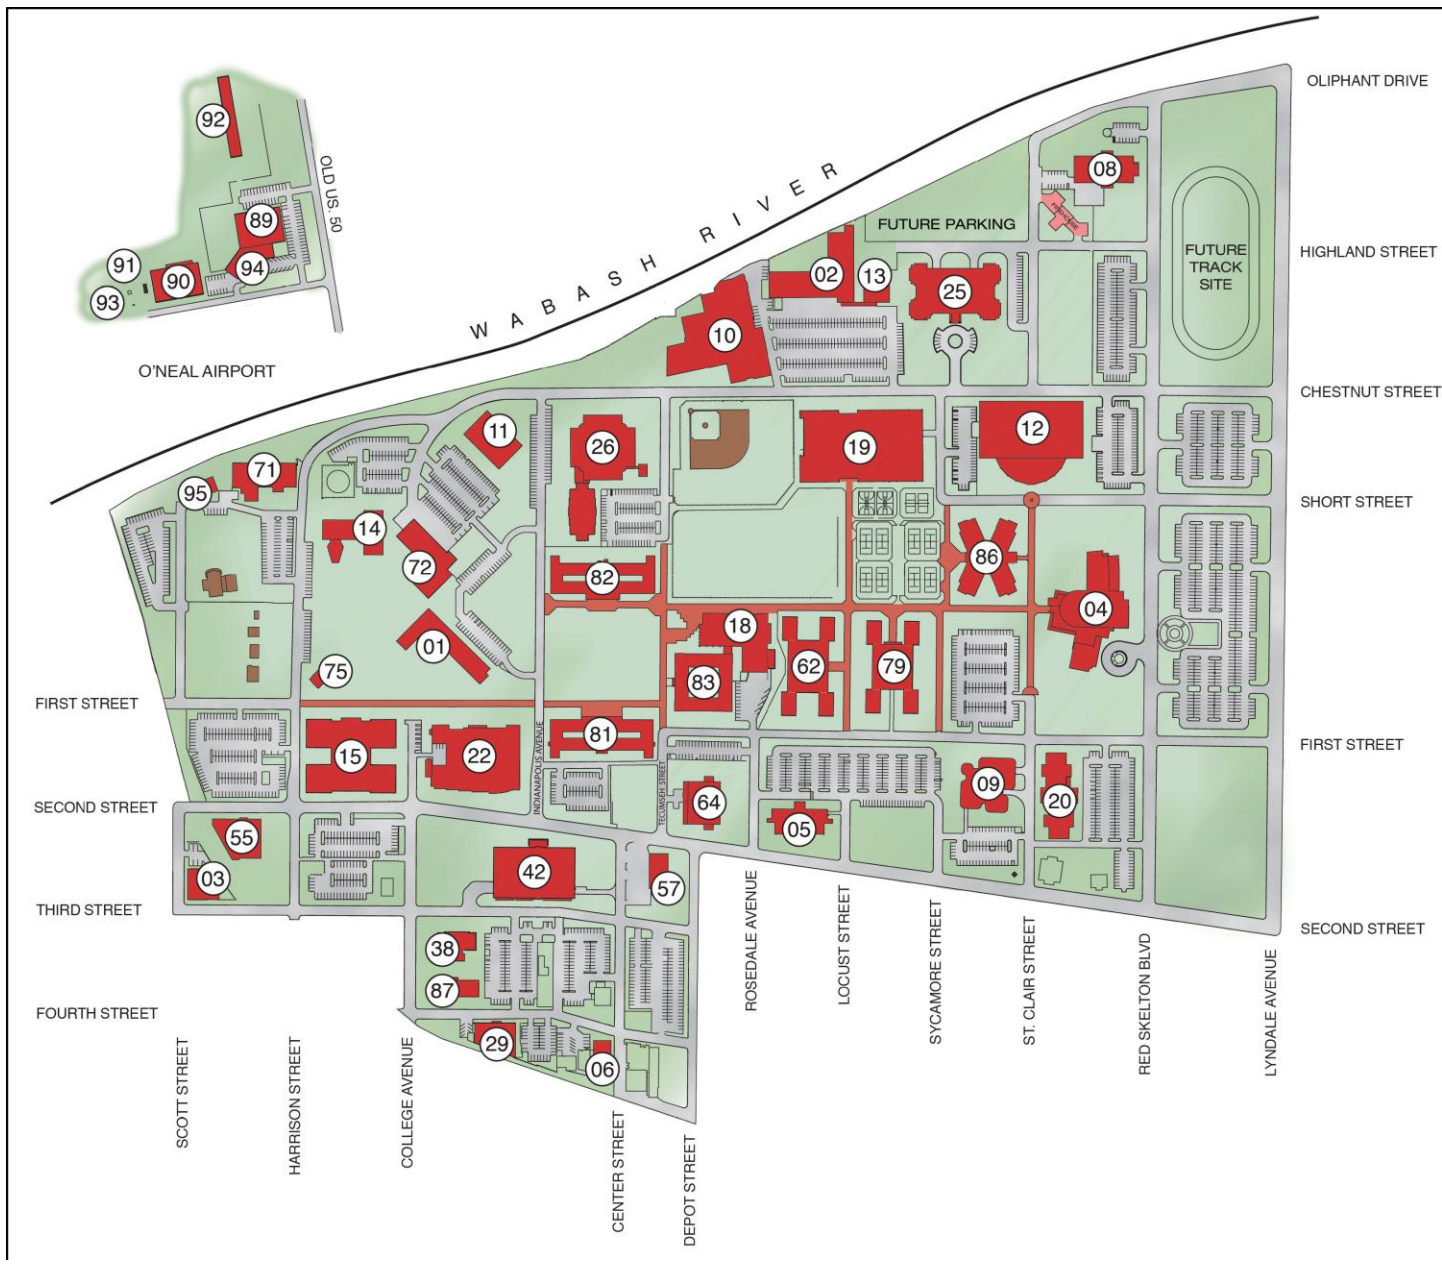 OLIPHANT DRIVE
92
08
OLD US. 50
FIREHOUSE
89
FUTURE PARKING
WABASH RIVER
91
94
90
93
02
13
25
HIGHLAND STREET
FUTURE
TRACK
SITE
10
O'NEAL AIRPORT
CHESTNUT STREET
11
26
19
12
71
95
SHORT STREET
14
72
82
86
04
18
01
62
79
75
83
FIRST STREET
15
22
81
INDIANAPOLIS AVENUE
FIRST STREET
TECUMSEH STREET
64
09
20
SECOND STREET
05
55
03
42
57
THIRD STREET
SECOND STREET
38
87
FOURTH STREET
29
06
SCOTT STREET
HARRISON STREET
COLLEGE AVENUE
CENTER STREET
DEPOT STREET
ROSEDALE AVENUE
LOCUST STREET
SYCAMORE STREET
ST. CLAIR STREET
RED SKELTON BLVD
LYNDALE AVENUE